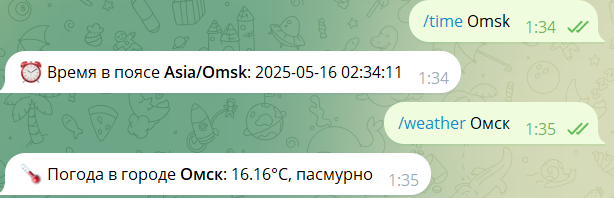 /time Omsk 1:34
⏰ Время в поясе Asia/Omsk: 2025-05-16 02:34:11 1:34
/weather Омск 1:35
🌡 Погода в городе Омск: 16.16°C, пасмурно 1:35